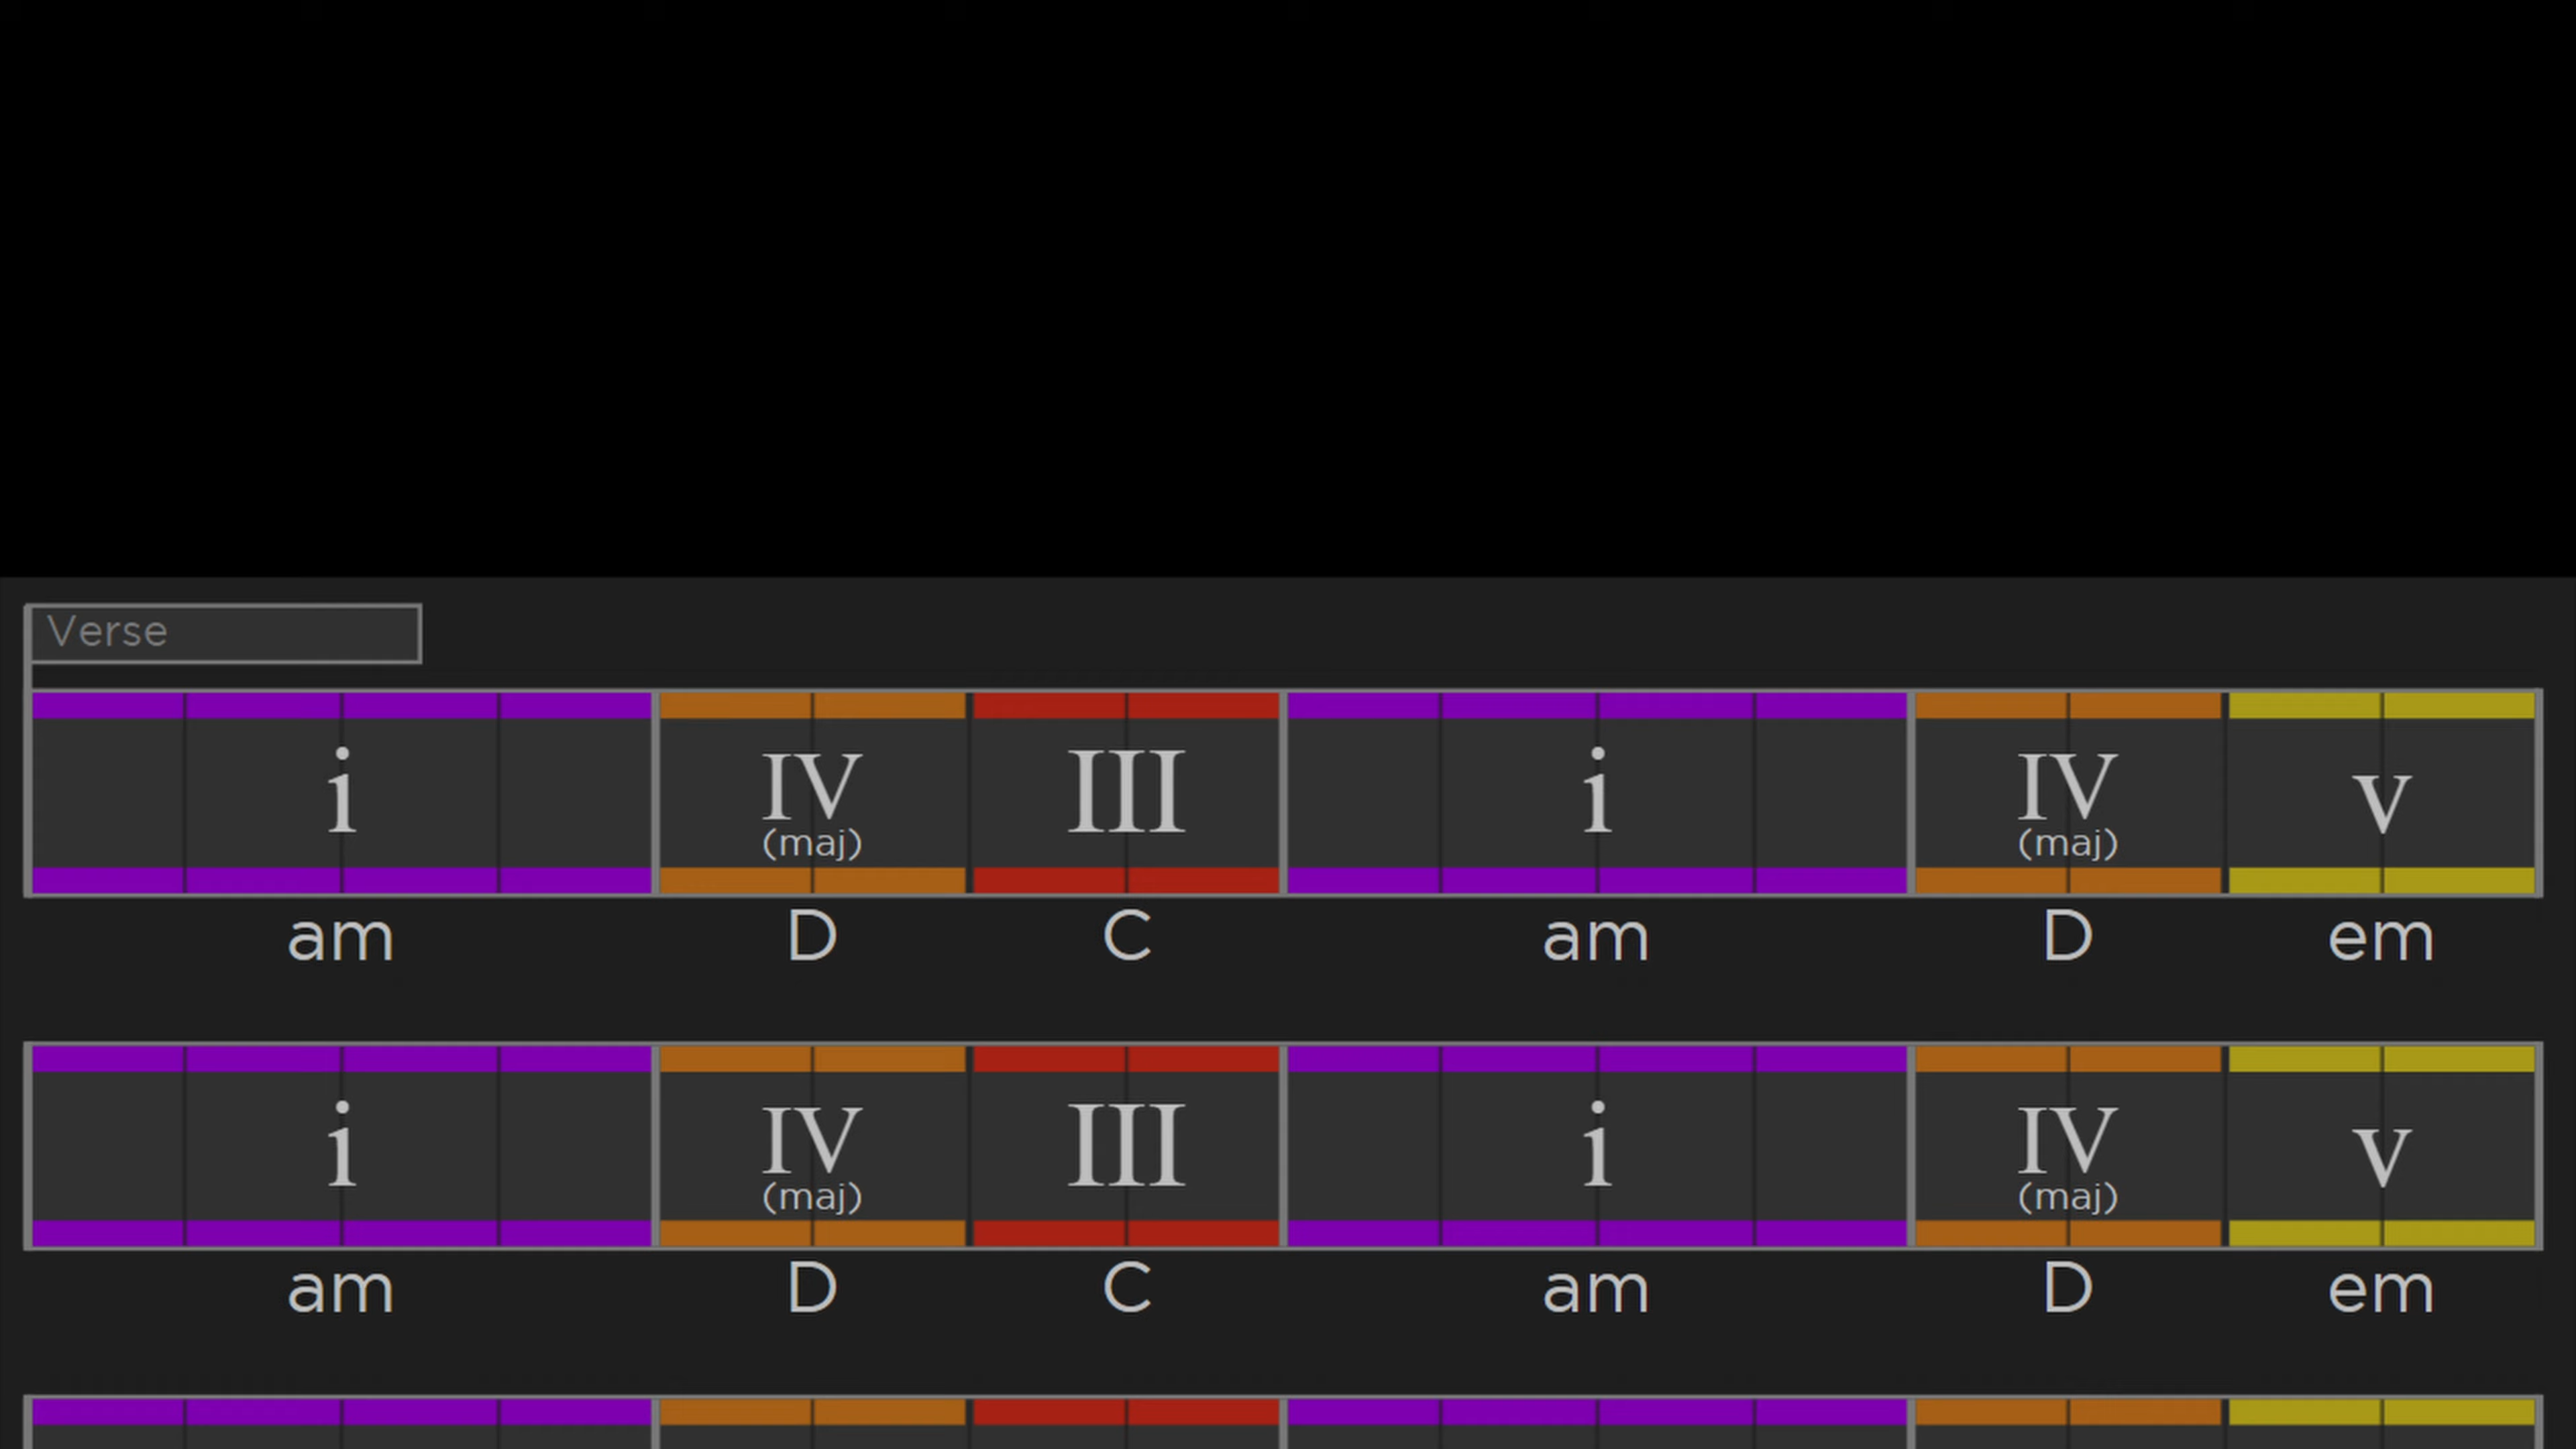 Verse
i IV III i IV v
(maj) (maj)
am D C am D em
i IV III i IV v
(maj) (maj)
am D C am D em